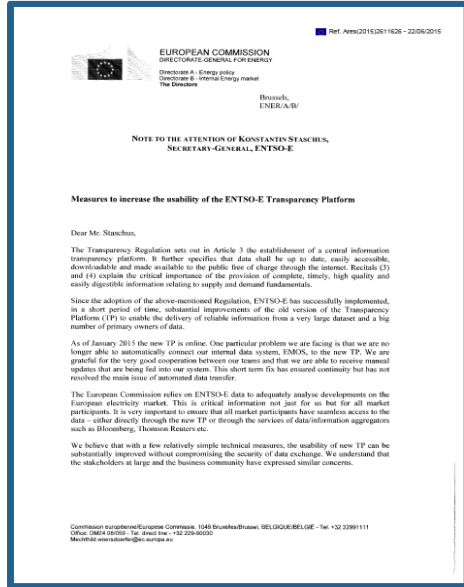 Ref. Ares(2015)2611626 - 22/06/2015
EUROPEAN COMMISSION
DIRECTORATE-GENERAL FOR ENERGY
Directorate A - Energy policy
Directorate B - Internal Energy market
The Directors
Brussels,
ENER/A/B/
NOTE TO THE ATTENTION OF KONSTANTIN STASCHUS,
SECRETARY-GENERAL, ENTSO-E
Measures to increase the usability of the ENTSO-E Transparency Platform
Dear Mr. Staschus,
The Transparency Regulation sets out in Article 3 the establishment of a central information
transparency platform. It further specifies that data shall be up to date, easily accessible,
downloadable and made available to the public free of charge through the internet. Recitals (3)
and (4) explain the critical importance of the provision of complete, timely, high quality and
easily digestible information relating to supply and demand fundamentals.
Since the adoption of the above-mentioned Regulation, ENTSO-E has successfully implemented,
in a short period of time, substantial improvements of the old version of the Transparency
Platform (TP) to enable the delivery of reliable information from a very large dataset and a big
number of primary owners of data.
As of January 2015 the new TP is online. One particular problem we are facing is that we are no
longer able to automatically connect our internal data system, EMOS, to the new TP. We are
grateful for the very good cooperation between our teams and that we are able to receive manual
updates that are being fed into our system. This short term fix has ensured continuity but has not
resolved the main issue of automated data transfer.
The European Commission relies on ENTSO-E data to adequately analyse developments on the
European electricity market. This is critical information not just for us but for all market
participants. It is very important to ensure that all market participants have seamless access to the
data – either directly through the new TP or through the services of data/information aggregators
such as Bloomberg, Thomson Reuters etc.
We believe that with a few relatively simple technical measures, the usability of new TP can be
substantially improved without compromising the security of data exchange. We understand that
the stakeholders at large and the business community have expressed similar concerns.
Commission européenne/Europese Commissie, 1049 Bruxelles/Brussel, BELGIQUE/BELGIË - Tel. +32 22991111
Office: DM24 08/059 - Tel. direct line +32 229-90030
Mechthild.woersdoerfer@ec.europa.eu